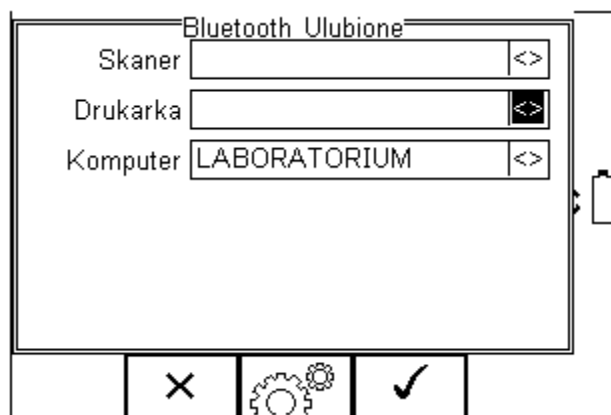 Bluetooth Ulubione
Skaner <>
Drukarka <>
Komputer LABORATORIUM <>